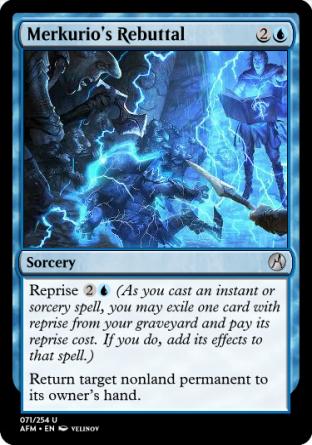 Merkurio's Rebuttal 2
Sorcery
Reprise 2 (As you cast an instant or
sorcery spell, you may exile one card with
reprise from your graveyard and pay its
reprise cost. If you do, add its effects to
that spell.)
Return target nonland permanent to
its owner's hand.
071/254 U
AFM • EN VELINOV